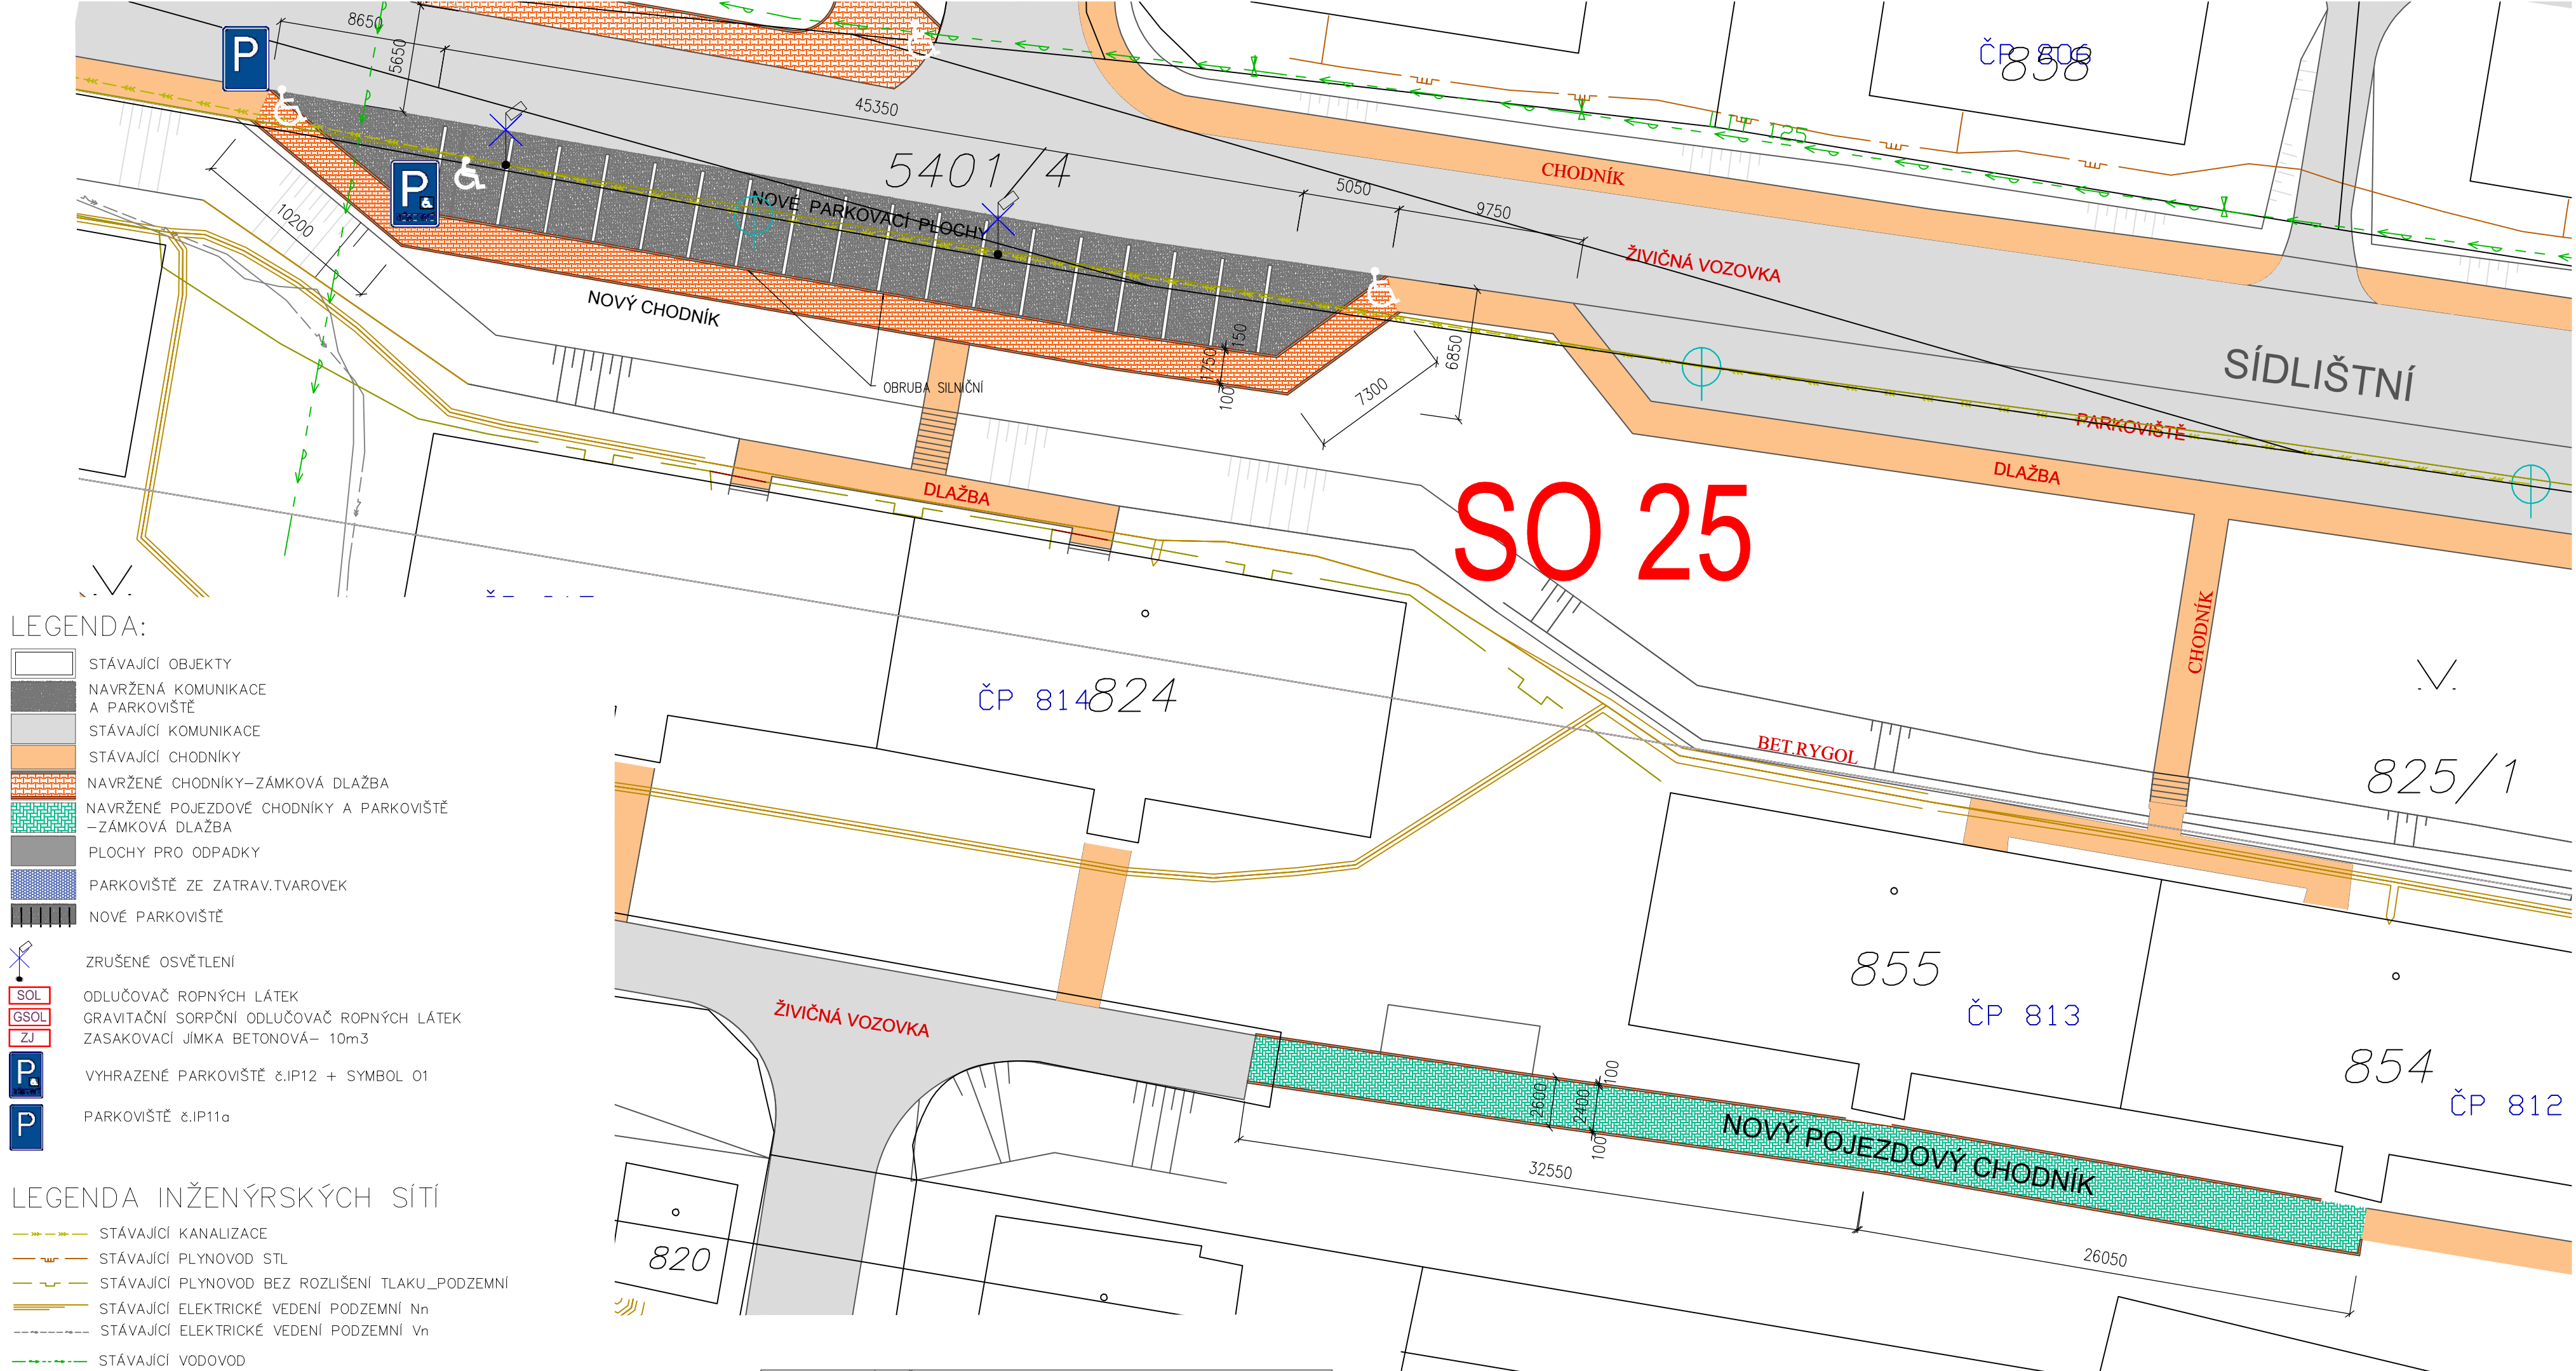 8650
5650
45350
P
P
5401/4
5050
9750
10200
NOVÉ PARKOVACÍ PLOCHY
NOVÝ CHODNÍK
OBRUBA SILNIČNÍ
150
1750
100
7300
6850
CHODNÍK
LIT 125
ČP 806
858
ŽIVIČNÁ VOZOVKA
SÍDLIŠTNÍ
PARKOVIŠTĚ
DLAŽBA
DLAŽBA
SO 25
CHODNÍK
ČP 814
824
BET.RYGOL
825/1
855
ČP 813
854
ČP 812
ŽIVIČNÁ VOZOVKA
2600
2400
100
100
NOVÝ POJEZDOVÝ CHODNÍK
32550
26050
820
LEGENDA:
STÁVAJÍCÍ OBJEKTY
NAVRŽENÁ KOMUNIKACE
A PARKOVIŠTĚ
STÁVAJÍCÍ KOMUNIKACE
STÁVAJÍCÍ CHODNÍKY
NAVRŽENÉ CHODNÍKY-ZÁMKOVÁ DLAŽBA
NAVRŽENÉ POJEZDOVÉ CHODNÍKY A PARKOVIŠTĚ
-ZÁMKOVÁ DLAŽBA
PLOCHY PRO ODPADKY
PARKOVIŠTĚ ZE ZATRAV.TVAROVEK
NOVÉ PARKOVIŠTĚ
ZRUŠENÉ OSVĚTLENÍ
SOL ODLUČOVAČ ROPNÝCH LÁTEK
GSOL GRAVITAČNÍ SORPČNÍ ODLUČOVAČ ROPNÝCH LÁTEK
ZJ ZASAKOVACÍ JÍMKA BETONOVÁ- 10m3
P VYHRAZENÉ PARKOVIŠTĚ č.IP12 + SYMBOL O1
P PARKOVIŠTĚ č.IP11a
LEGENDA INŽENÝRSKÝCH SÍTÍ
STÁVAJÍCÍ KANALIZACE
STÁVAJÍCÍ PLYNOVOD STL
STÁVAJÍCÍ PLYNOVOD BEZ ROZLIŠENÍ TLAKU_PODZEMNÍ
STÁVAJÍCÍ ELEKTRICKÉ VEDENÍ PODZEMNÍ Nn
STÁVAJÍCÍ ELEKTRICKÉ VEDENÍ PODZEMNÍ Vn
STÁVAJÍCÍ VODOVOD